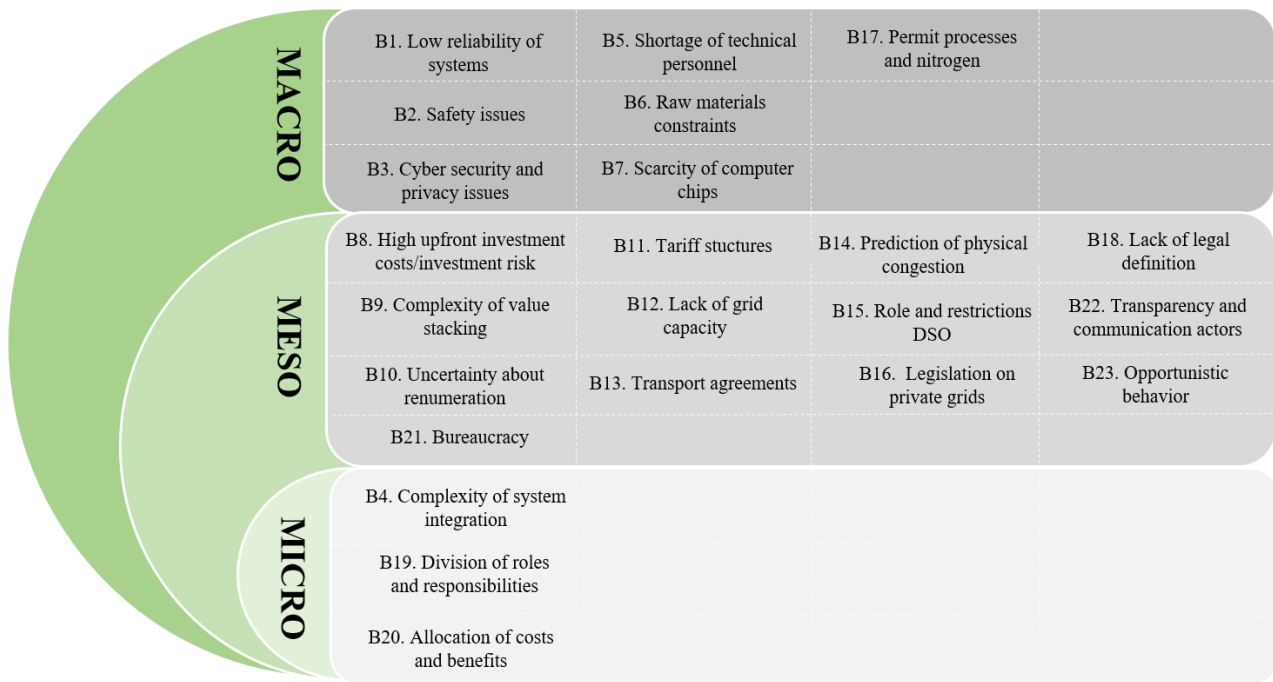 MACRO
B1. Low reliability of
systems
B5. Shortage of technical
personnel
B17. Permit processes
and nitrogen
B2. Safety issues
B6. Raw materials
constraints
B3. Cyber security and
privacy issues
B7. Scarcity of computer
chips
MESO
B8. High upfront investment
costs/investment risk
B11. Tariff stuctures
B14. Prediction of physical
congestion
B18. Lack of legal
definition
B9. Complexity of value
stacking
B12. Lack of grid
capacity
B15. Role and restrictions
DSO
B22. Transparency and
communication actors
B10. Uncertainty about
renumeration
B13. Transport agreements
B16. Legislation on
private grids
B23. Opportunistic
behavior
B21. Bureaucracy
MICRO
B4. Complexity of system
integration
B19. Division of roles
and responsibilities
B20. Allocation of costs
and benefits